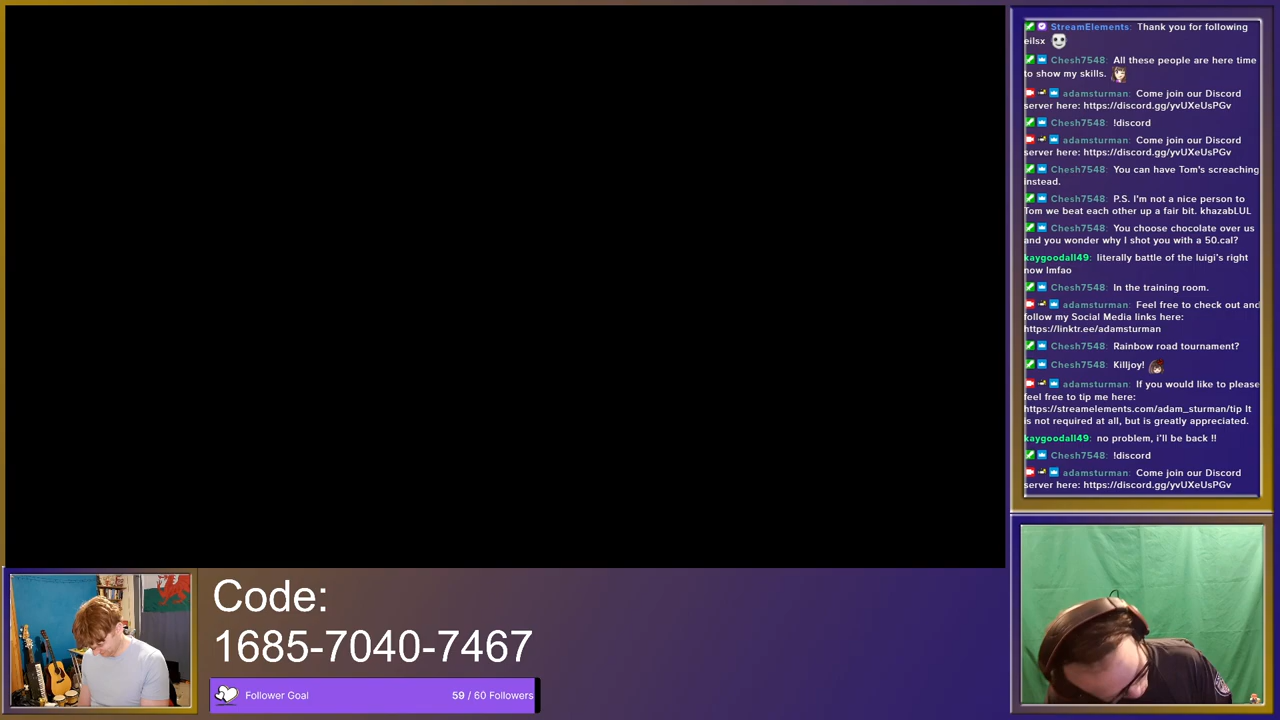 StreamElements: Thank you for following
eilsx
Chesh7548: All these people are here time
to show my skills.
adamsturman: Come join our Discord
server here: https://discord.gg/yvUXeUsPGv
Chesh7548: !discord
adamsturman: Come join our Discord
server here: https://discord.gg/yvUXeUsPGv
Chesh7548: You can have Tom's screaching
instead.
Chesh7548: P.S. I'm not a nice person to
Tom we beat each other up a fair bit. khazabLUL
Chesh7548: You choose chocolate over us
and you wonder why I shot you with a 50.cal?
kaygoodall49: literally battle of the luigi's right
now lmfao
Chesh7548: In the training room.
adamsturman: Feel free to check out and
follow my Social Media links here:
https://linktr.ee/adamsturman
Chesh7548: Rainbow road tournament?
Chesh7548: Killjoy!
adamsturman: If you would like to please
feel free to tip me here:
https://streamelements.com/adam_sturman/tip It
is not required at all, but is greatly appreciated.
kaygoodall49: no problem, i'll be back !!
Chesh7548: !discord
adamsturman: Come join our Discord
server here: https://discord.gg/yvUXeUsPGv
Code:
1685-7040-7467
Follower Goal 59 / 60 Followers